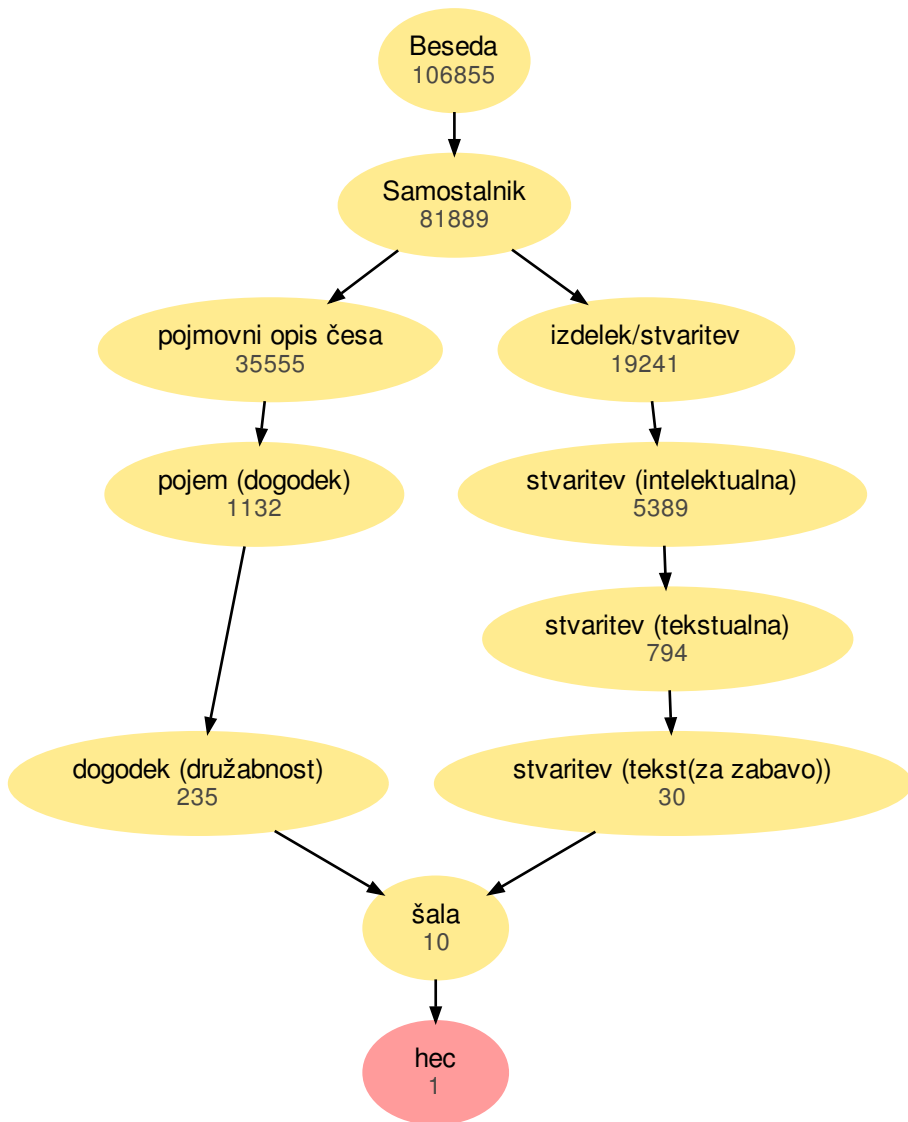 Beseda
106855
Samostalnik
81889
pojmovni opis česa
35555
izdelek/stvaritev
19241
pojem (dogodek)
1132
stvaritev (intelektualna)
5389
stvaritev (tekstualna)
794
dogodek (družabnost)
235
stvaritev (tekst(za zabavo))
30
šala
10
hec
1